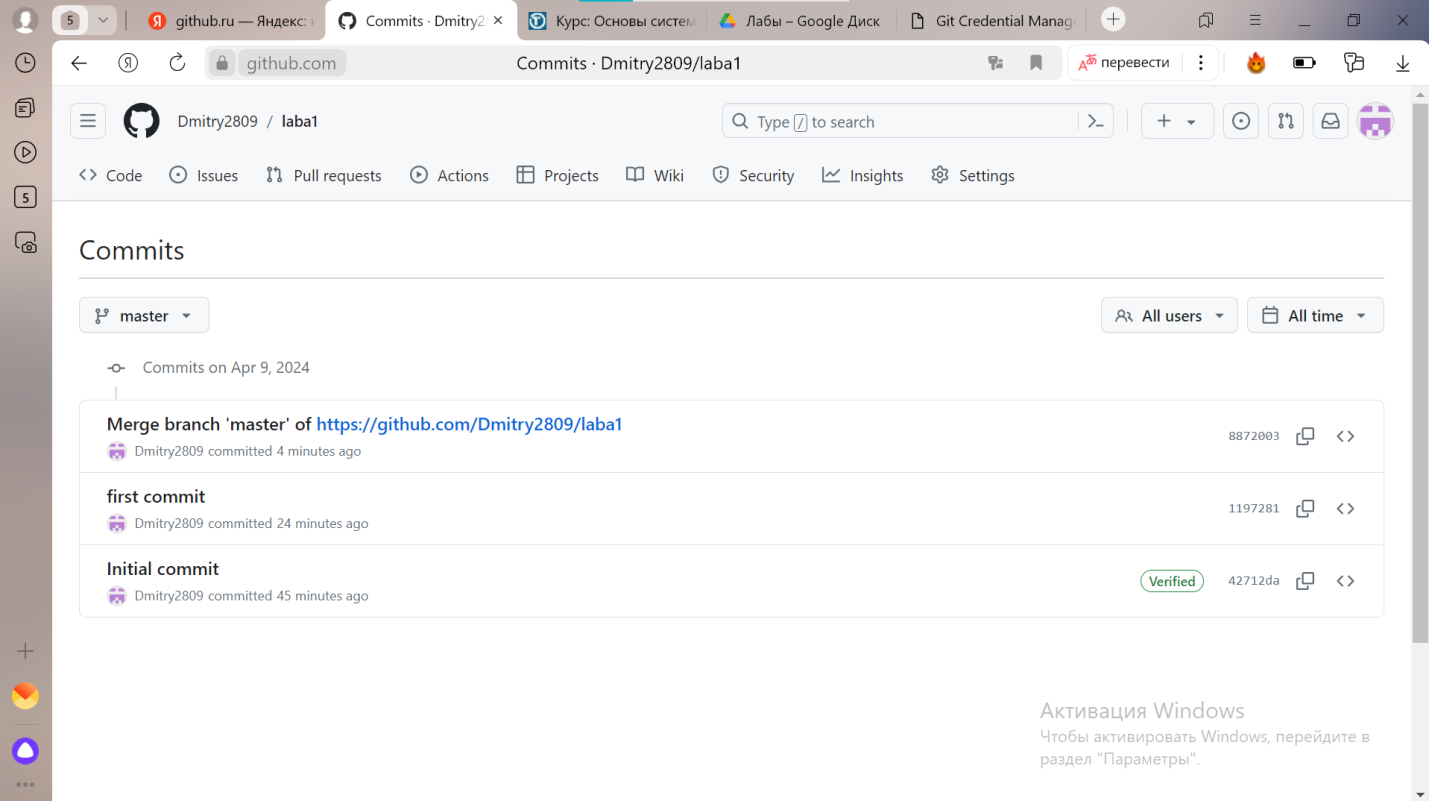 5
github.ru — Яндекс: н
Commits · Dmitry2
Курс: Основы систем
Лабы – Google Диск
Git Credential Manage
github.com
Commits · Dmitry2809/laba1
перевести
Dmitry2809 / laba1
Type / to search
Code
Issues
Pull requests
Actions
Projects
Wiki
Security
Insights
Settings
5
Commits
master
All users
All time
Commits on Apr 9, 2024
Merge branch 'master' of https://github.com/Dmitry2809/laba1
Dmitry2809 committed 4 minutes ago
8872003
first commit
Dmitry2809 committed 24 minutes ago
1197281
Initial commit
Dmitry2809 committed 45 minutes ago
Verified
42712da
Активация Windows
Чтобы активировать Windows, перейдите в
раздел "Параметры".